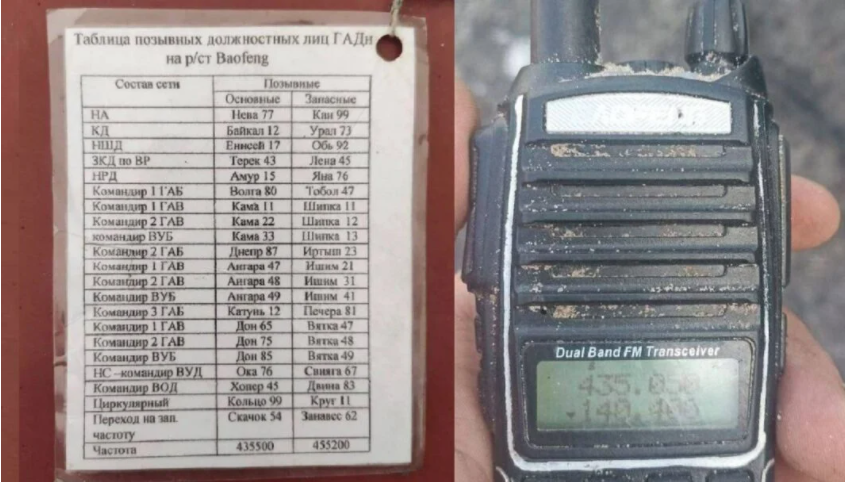 Таблица позывных должностных лиц ГАДн
на р/ст Baofeng
Состав сети Позывные
Основные Запасные
НА Нева 77 Кан 99
КД Байкал 12 Урал 73
НШД Енисей 17 Обь 92
ЗКД по ВР Терек 43 Лена 45
НРД Амур 15 Яна 76
Командир 1 ГАБ Волга 80 Тобол 47
Командир 1 ГАВ Кама 11 Шипка 11
Командир 2 ГАВ Кама 22 Шипка 12
командир ВУБ Кама 33 Шипка 13
Командир 2 ГАБ Днепр 87 Иртыш 23
Командир 1 ГАВ Ангара 47 Ишим 21
Командир 2 ГАВ Ангара 48 Ишим 31
Командир ВУБ Ангара 49 Ишим 41
Командир 3 ГАБ Катунь 12 Печера 81
Командир 1 ГАВ Дон 65 Вятка 47
Командир 2 ГАВ Дон 75 Вятка 48
Командир ВУБ Дон 85 Вятка 49
НС –командир ВУД Ока 76 Свияга 67
Командир ВОД Хопер 45 Двина 83
Циркулярный Кольцо 99 Круг 11
Переход на зап. Скачок 54 Занавес 62
частоту
Частота 435500 455200
Dual Band FM Transceiver
435.050
140.400